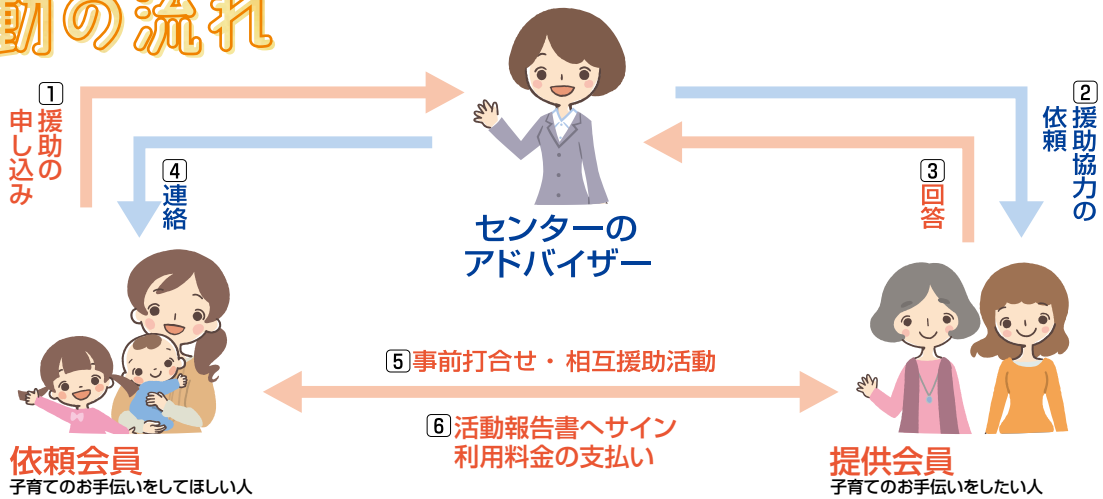 動の流れ
1
援助の
申し込み
2
援助協力の
依頼
3
回答
4
連絡
センターの
アドバイザー
5 事前打合せ・相互援助活動
6 活動報告書へサイン
利用料金の支払い
依頼会員
子育てのお手伝いをしてほしい人
提供会員
子育てのお手伝いをしたい人